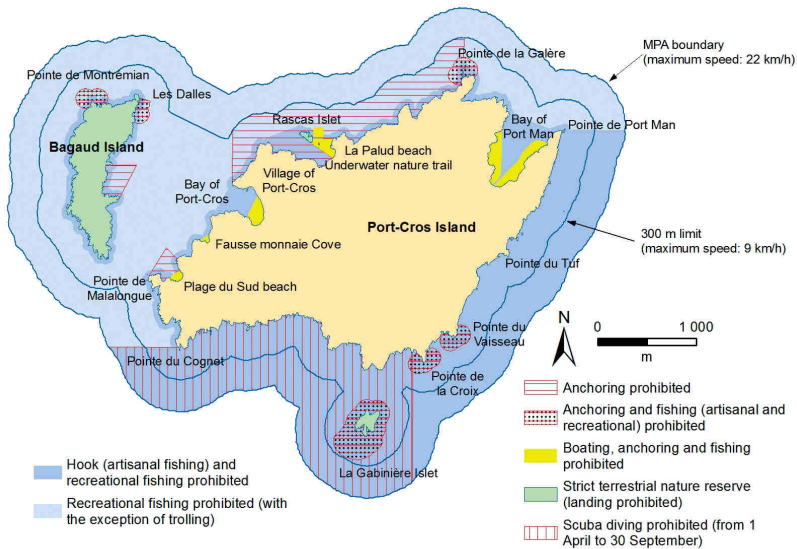 Pointe de la Galère
MPA boundary
(maximum speed: 22 km/h)
Pointe de Montrémian
Les Dalles
Rascas Islet
Bay of
Port Man
Pointe de Port Man
Bagaud Island
La Palud beach
Underwater nature trail
Village of
Port-Cros
Bay of
Port-Cros
Port-Cros Island
Fausse monnaie Cove
300 m limit
(maximum speed: 9 km/h)
Pointe du Tuf
Pointe de
Malalongue
Plage du Sud beach
N
0
1 000
m
Pointe du
Vaisseau
Pointe du Cognet
Pointe de
la Croix
La Gabinière Islet
Anchoring prohibited
Anchoring and fishing (artisanal and
recreational) prohibited
Boating, anchoring and fishing
prohibited
Strict terrestrial nature reserve
(landing prohibited)
Scuba diving prohibited (from 1
April to 30 September)
Hook (artisanal fishing) and
recreational fishing prohibited
Recreational fishing prohibited (with
the exception of trolling)